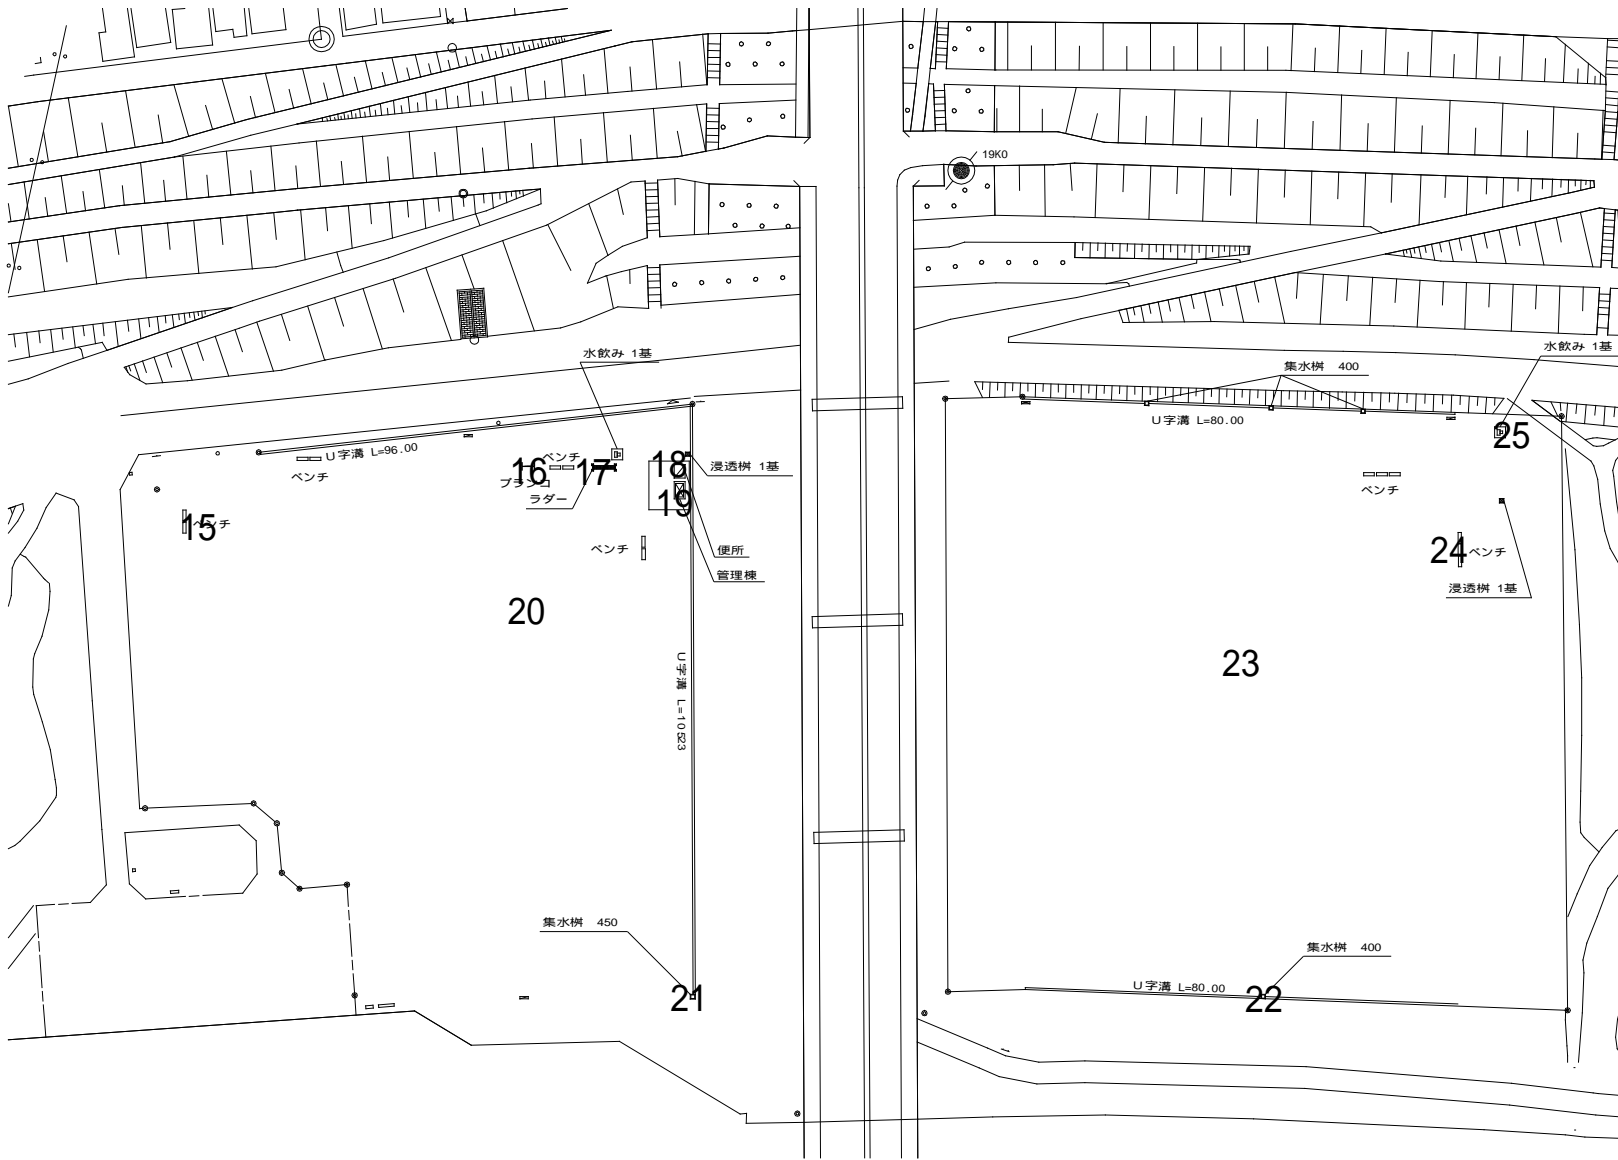 19K0
水飲み 1基
水飲み 1基
集水桝 400
U字溝 L=80.00
25
U字溝 L=96.00
ベンチ
16
ベンチ
17
18
浸透桝 1基
ブランコ
ラダー
19
ベンチ
15
ベンチ
ベンチ
便所
管理棟
24
ベンチ
浸透桝 1基
20
23
U字溝 L=10523
集水桝 450
集水桝 400
21
U字溝 L=80.00
22